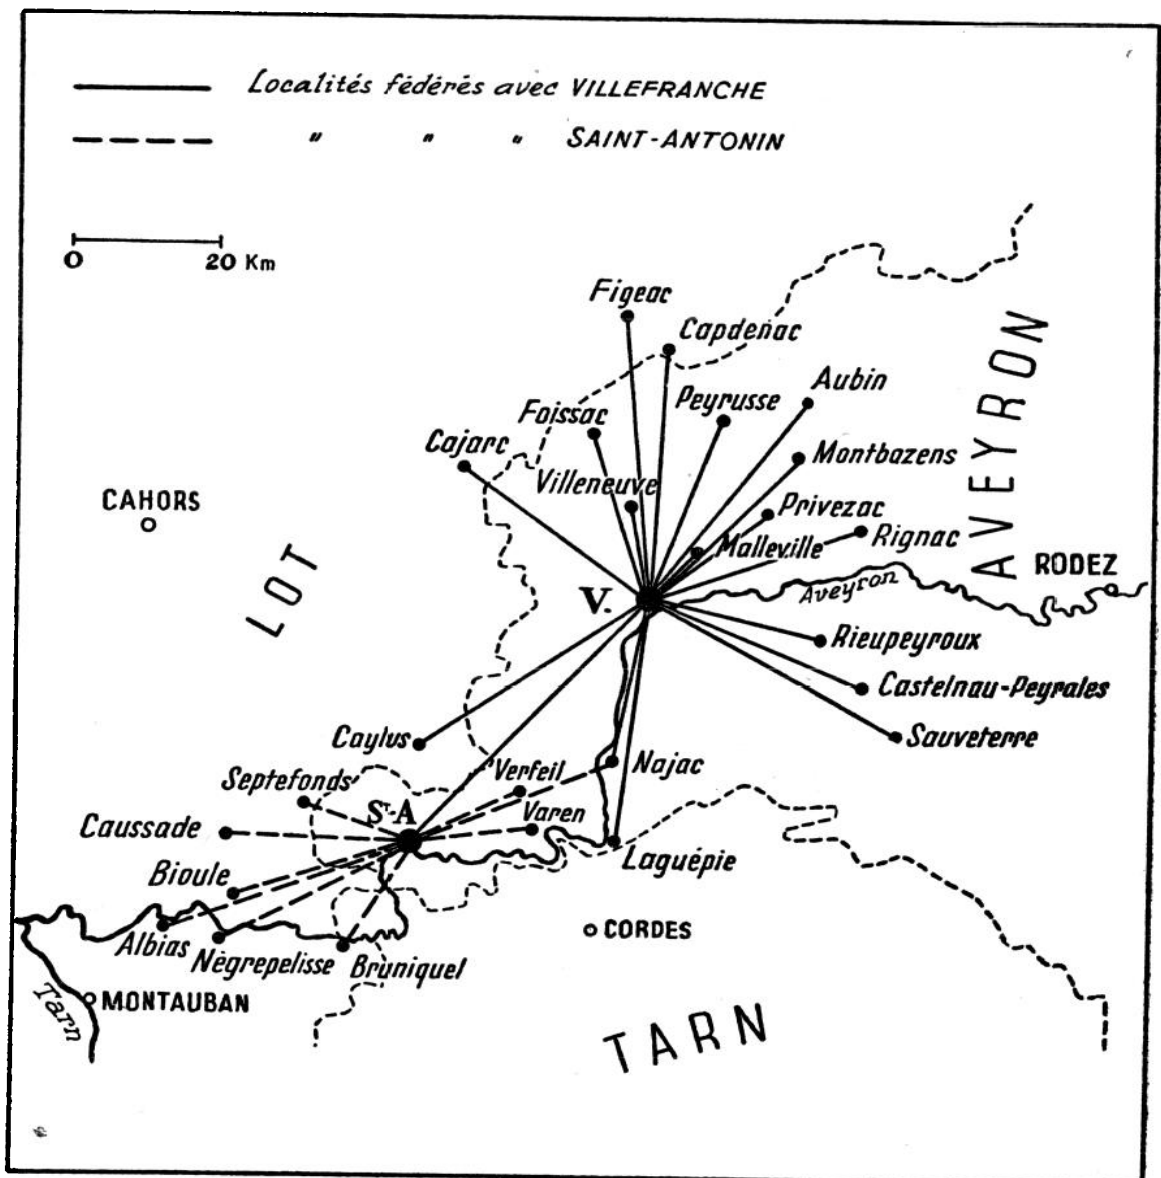 Localités fédérés avec VILLEFRANCHE
" " " SAINT-ANTONIN
0 20 Km
Figeac
Capdenac
Aubin
Peyrusse
Foissac
Cajarc
Montbazens
Villeneuve
CAHORS
Privezac
Rignac
Malleville
AVEYRON
RODEZ
LOT
V.
Aveyron
Rieupeyroux
Castelnau-Peyrales
Sauveterre
Caylus
Najac
Verfeil
Septefonds
St-A
Varen
Caussade
Laguépie
Bioule
Albias
Nègrepelisse
Bruniquel
CORDES
Tarn
MONTAUBAN
TARN